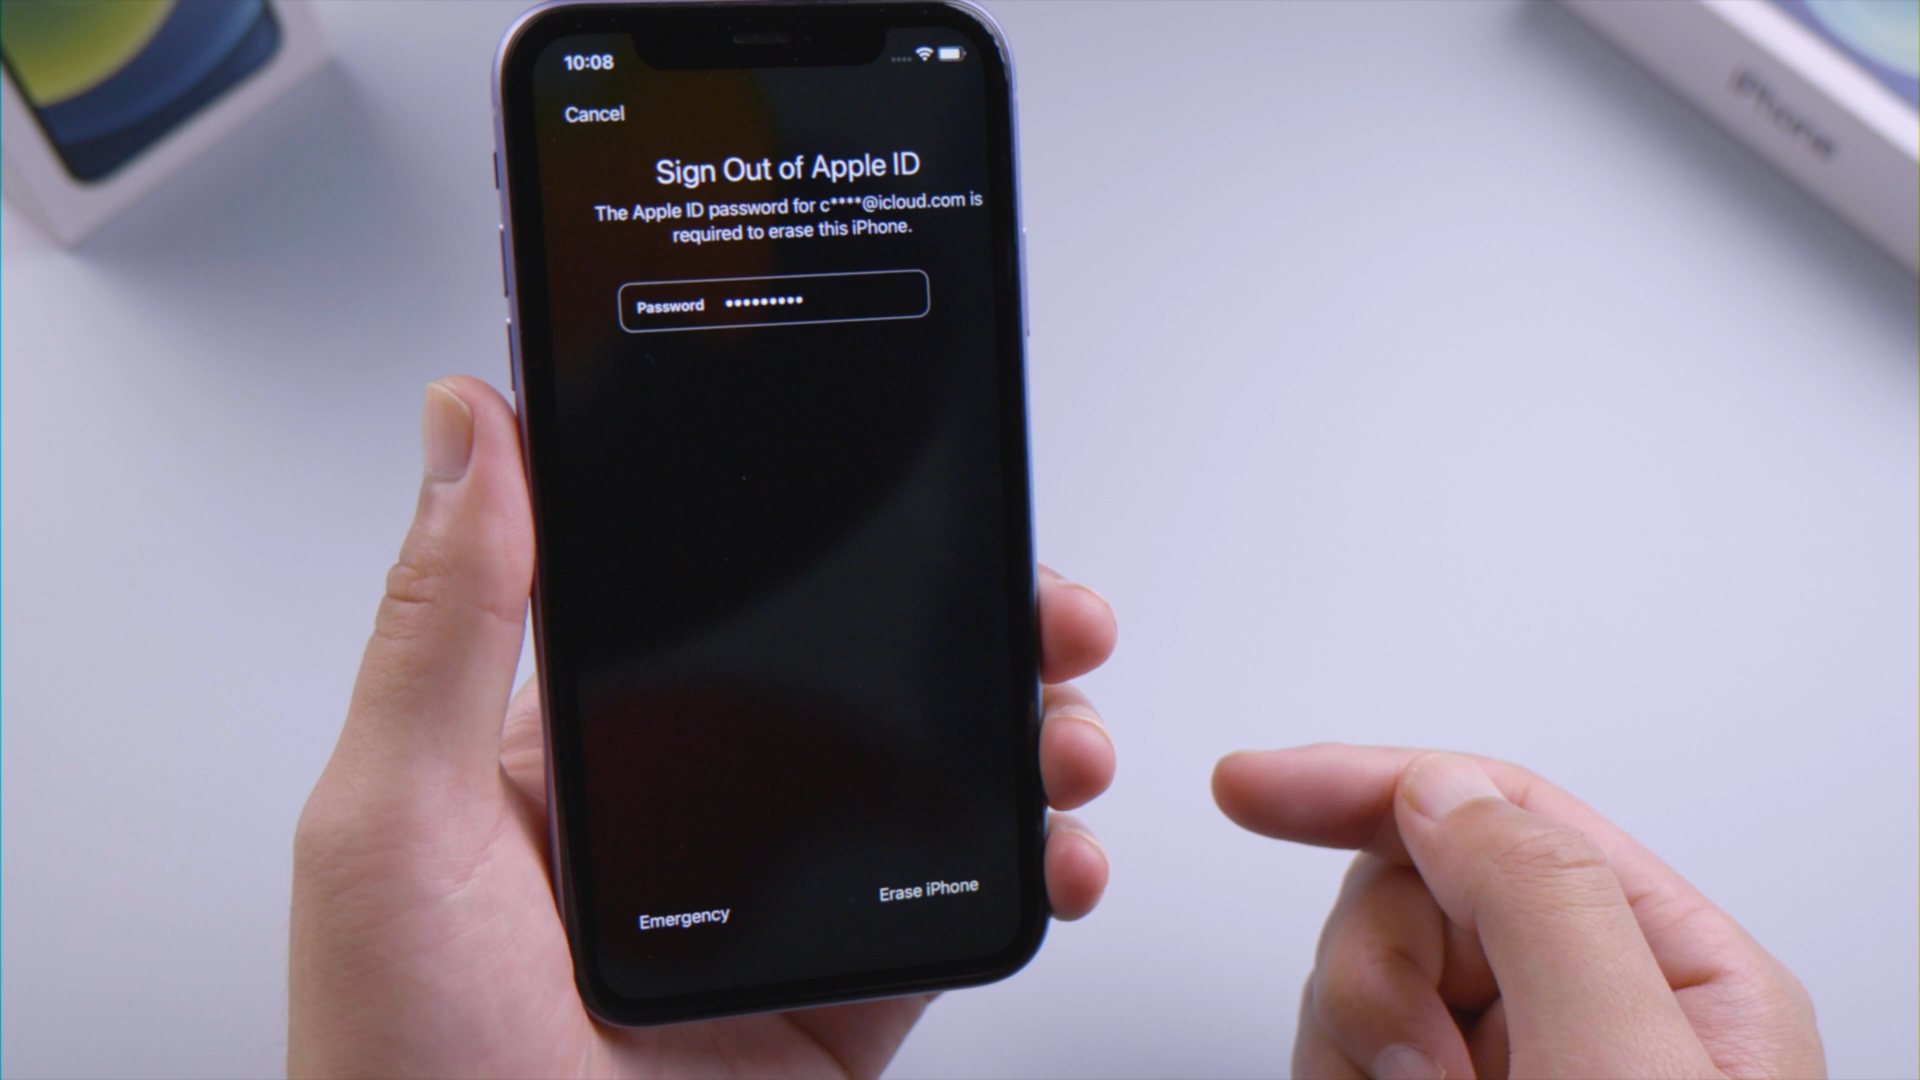 10:08
Cancel
Sign Out of Apple ID
The Apple ID password for c****@icloud.com is
required to erase this iPhone.
Password •••••••••
Emergency
Erase iPhone
iPhone